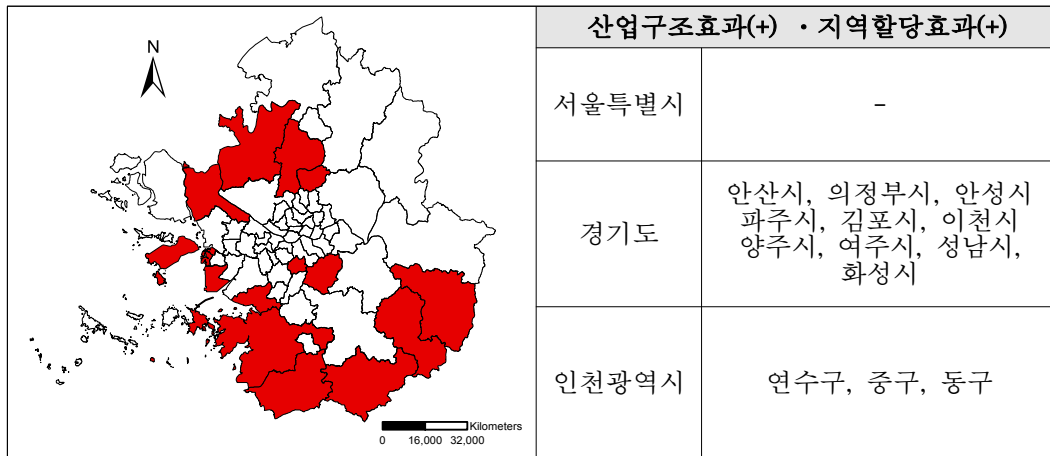 N
Kilometers
0 16,000 32,000
산업구조효과(+) ・지역할당효과(+)
서울특별시
-
경기도
안산시, 의정부시, 안성시
파주시, 김포시, 이천시
양주시, 여주시, 성남시,
화성시
인천광역시
연수구, 중구, 동구